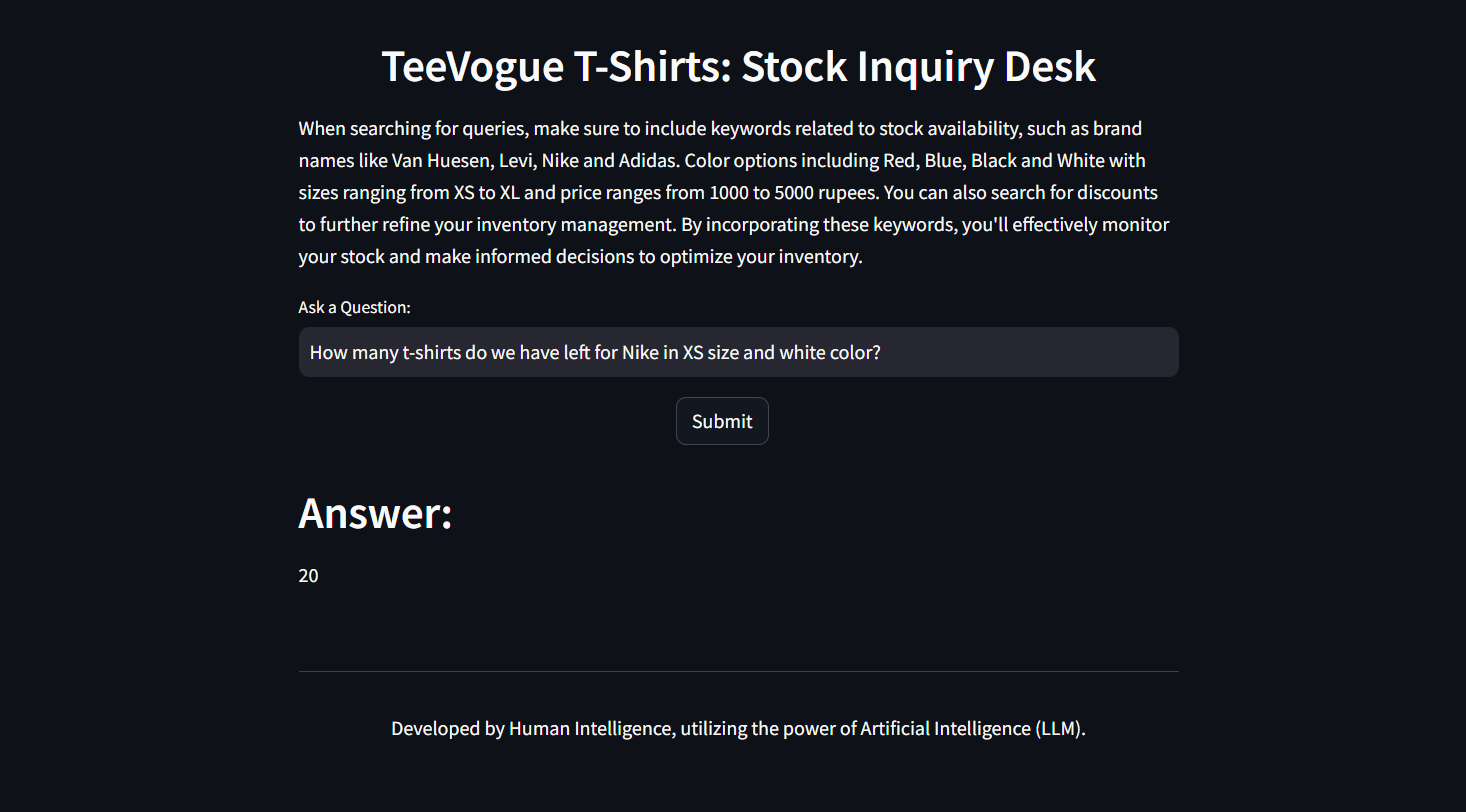 TeeVogue T-Shirts: Stock Inquiry Desk
When searching for queries, make sure to include keywords related to stock availability, such as brand
names like Van Huesen, Levi, Nike and Adidas. Color options including Red, Blue, Black and White with
sizes ranging from XS to XL and price ranges from 1000 to 5000 rupees. You can also search for discounts
to further refine your inventory management. By incorporating these keywords, you'll effectively monitor
your stock and make informed decisions to optimize your inventory.
Ask a Question:
How many t-shirts do we have left for Nike in XS size and white color?
Submit
Answer:
20
Developed by Human Intelligence, utilizing the power of Artificial Intelligence (LLM).